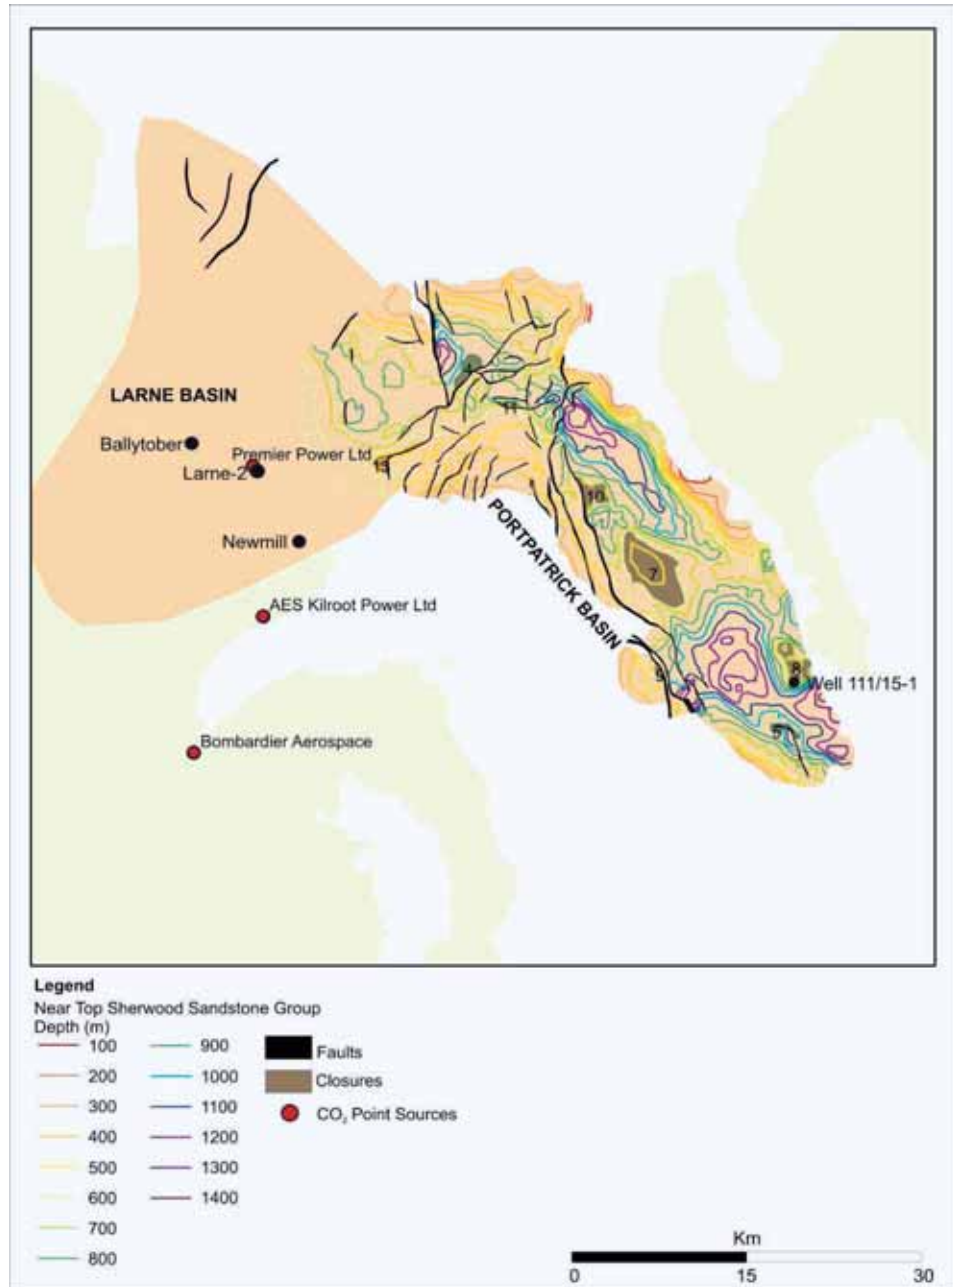 LARNE BASIN
Ballytober
Premier Power Ltd
Larne-2
Newmill
AES Kilroot Power Ltd
Bombardier Aerospace
PORTPATRICK BASIN
4
11
13
10
7
8
Well 111/15-1
Legend
Near Top Sherwood Sandstone Group
Depth (m)
100
200
300
400
500
600
700
800
900
1000
1100
1200
1300
1400
Faults
Closures
CO₂ Point Sources
Km
0 15 30